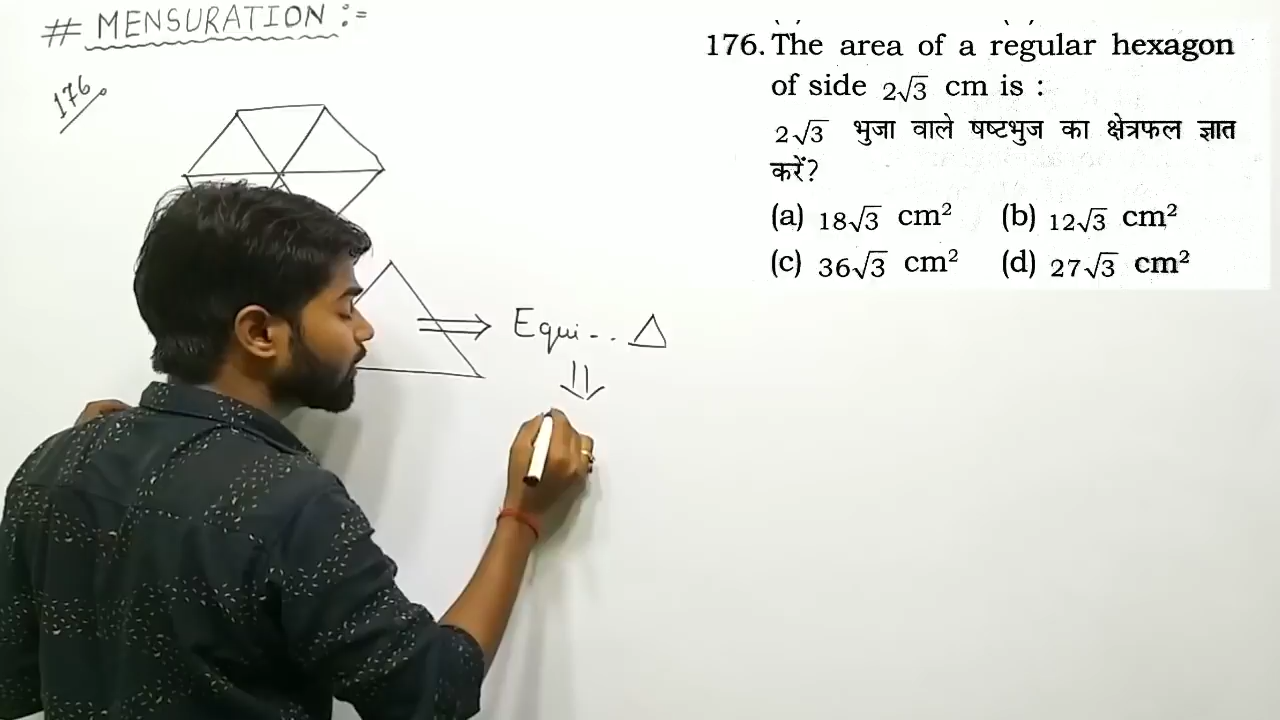 # MENSURATION :=
176.
Equi... △
176. The area of a regular hexagon
of side 2√3 cm is :
2√3 भुजा वाले षष्टभुज का क्षेत्रफल ज्ञात
करें?
(a) 18√3 cm² (b) 12√3 cm²
(c) 36√3 cm² (d) 27√3 cm²